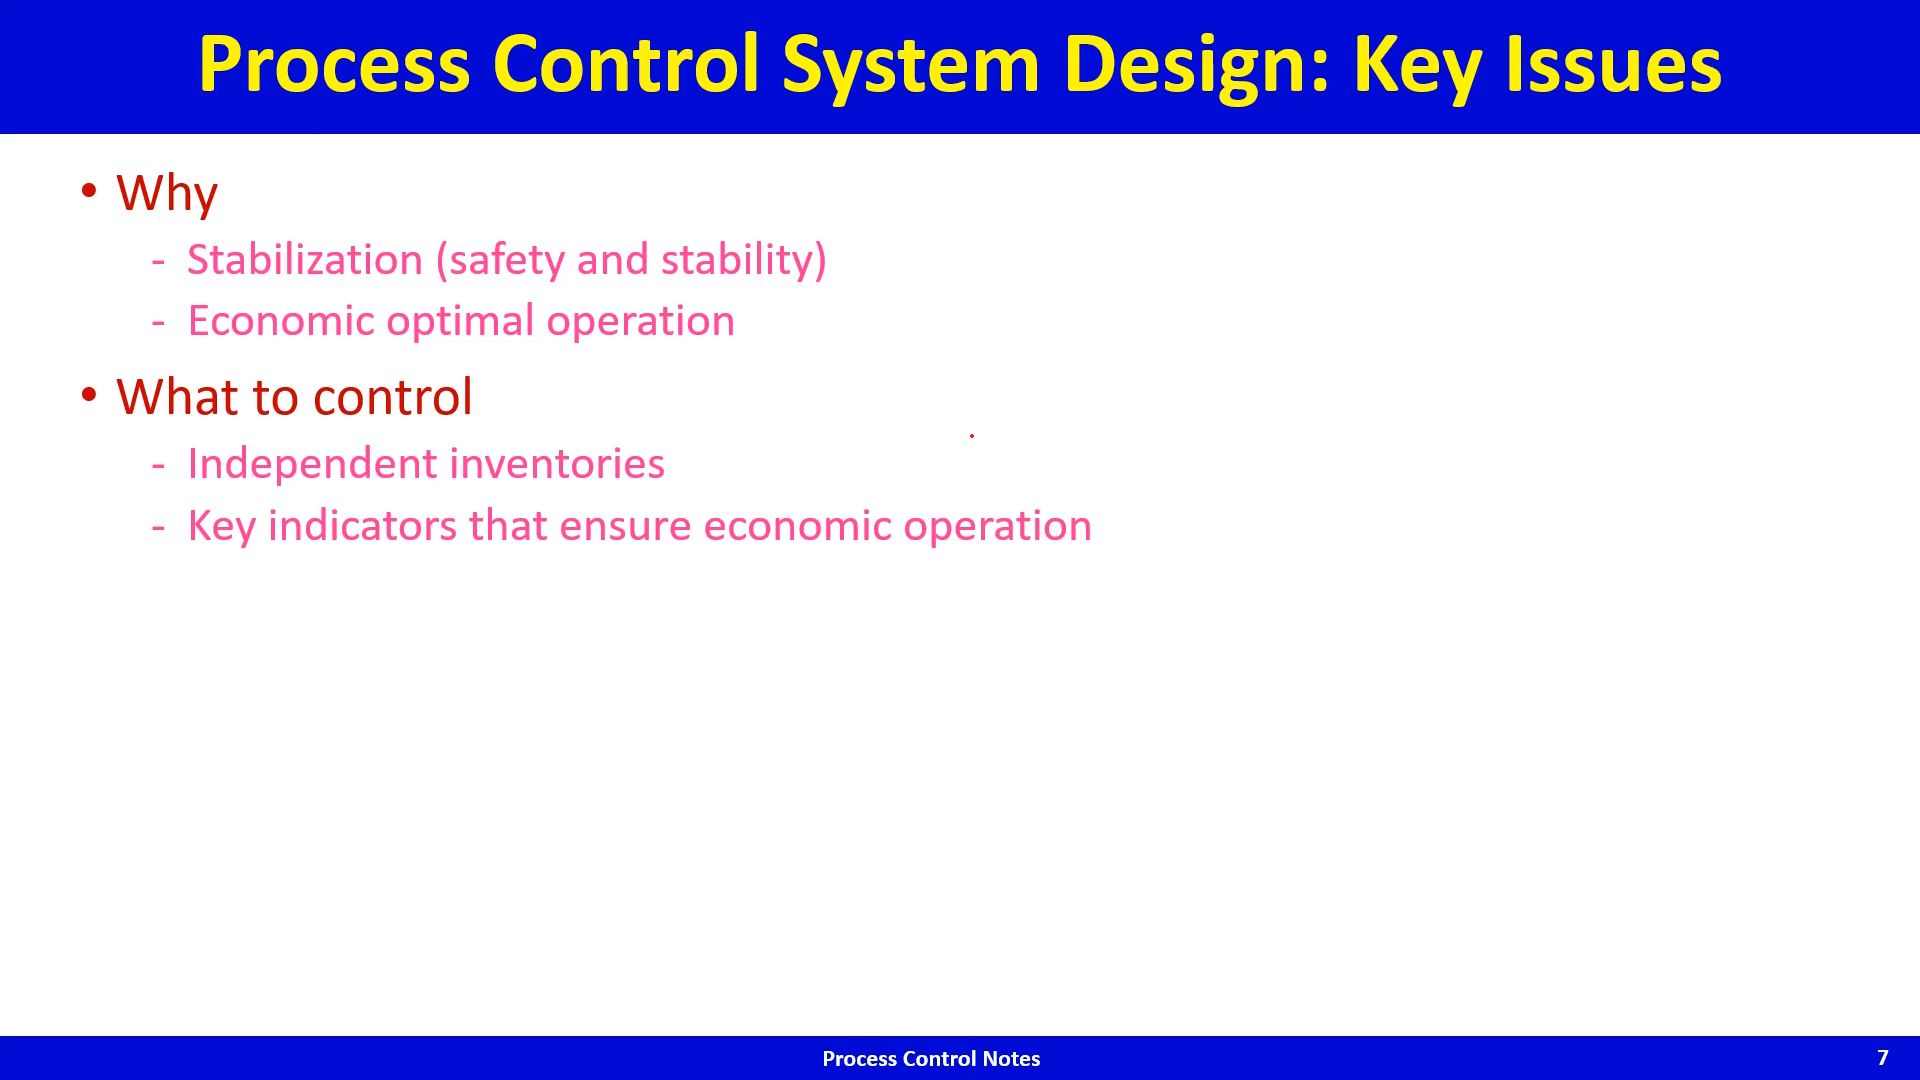 Process Control System Design: Key Issues
• Why
- Stabilization (safety and stability)
- Economic optimal operation
• What to control
- Independent inventories
- Key indicators that ensure economic operation
Process Control Notes
7